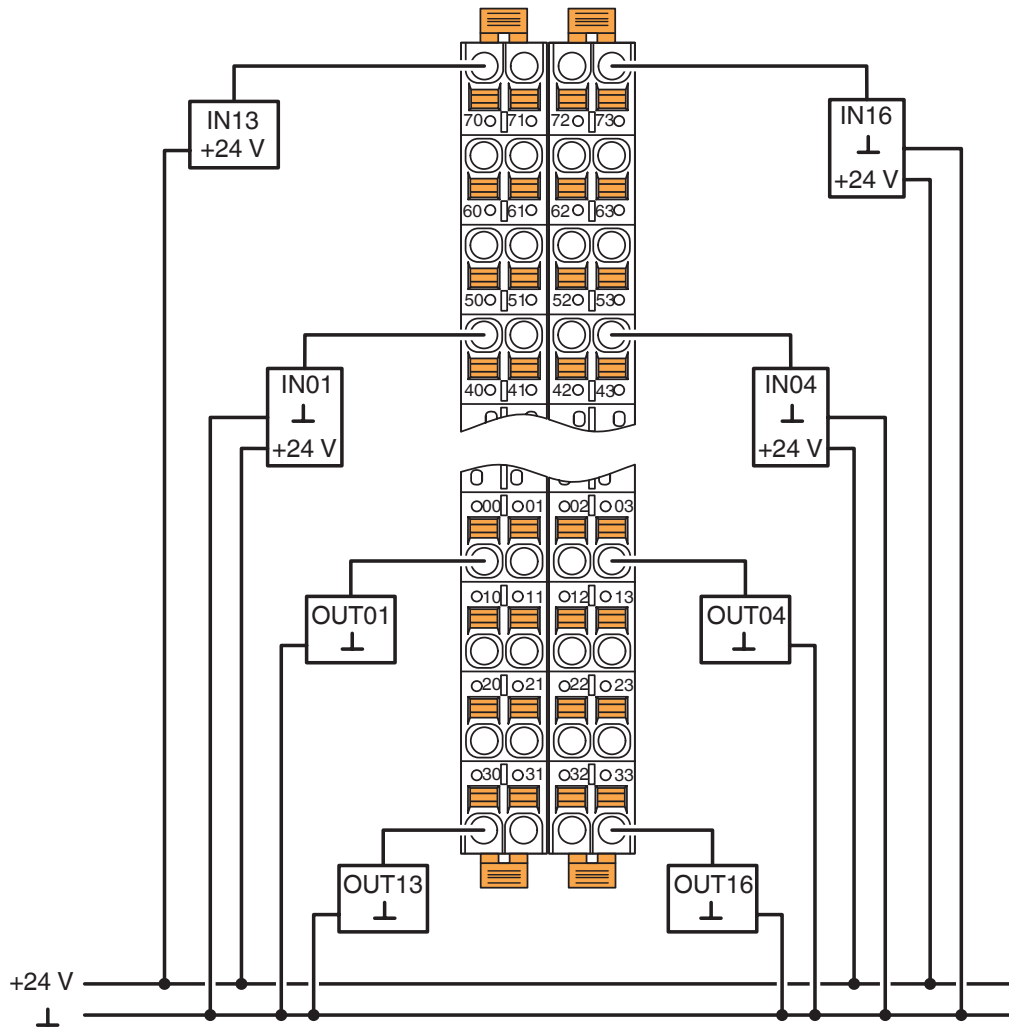 IN13
+24 V
70 71 72 73
IN16
⊥
+24 V
60 61 62 63
50 51 52 53
IN01
⊥
+24 V
40 41 42 43
IN04
⊥
+24 V
00 01 02 03
OUT01
⊥
10 11 12 13
OUT04
⊥
20 21 22 23
30 31 32 33
OUT13
⊥
OUT16
⊥
+24 V
⊥